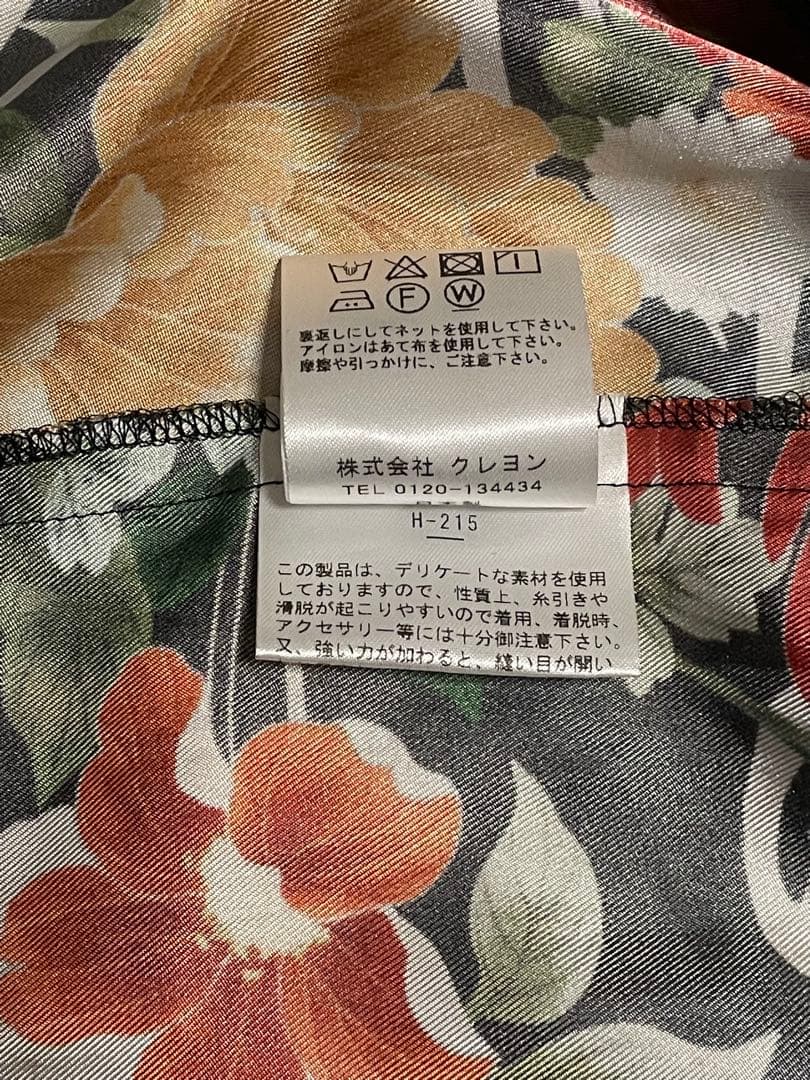 F W
裏返しにしてネットを使用して下さい。
アイロンはあて布を使用して下さい。
摩擦や引っかけに、ご注意下さい。
株式会社 クレヨン
TEL 0120-134434
H-215
この製品は、デリケートな素材を使用
しておりますので、性質上、糸引きや
滑脱が起こりやすいので着用、着脱時、
アクセサリー等には十分御注意下さい。
又、強い力が加わると、縫い目が開い